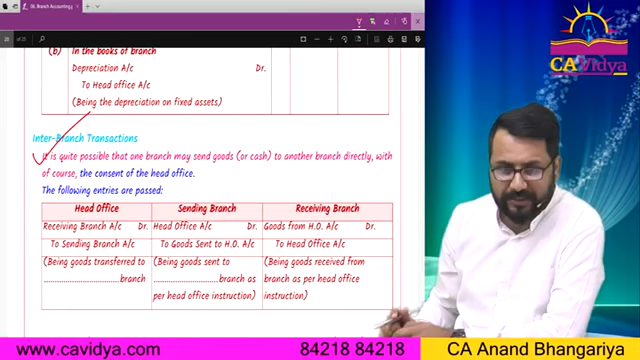 06. Branch Accounting
CAVidya
(b) In the books of branch
Depreciation A/c Dr.
To Head office A/c
(Being the depreciation on fixed assets)
Inter-Branch Transactions
It is quite possible that one branch may send goods (or cash) to another branch directly, with
of course, the consent of the head office.
The following entries are passed:
Head Office Sending Branch Receiving Branch
Receiving Branch A/c Dr. Head Office A/c Dr. Goods from H.O. A/c Dr.
To Sending Branch A/c To Goods Sent to H.O. A/c To Head Office A/c
(Being goods transferred to (Being goods sent to (Being goods received from
..............................branch ..............................branch as branch as per head office
per head office instruction) instruction)
www.cavidya.com 84218 84218 CA Anand Bhangariya